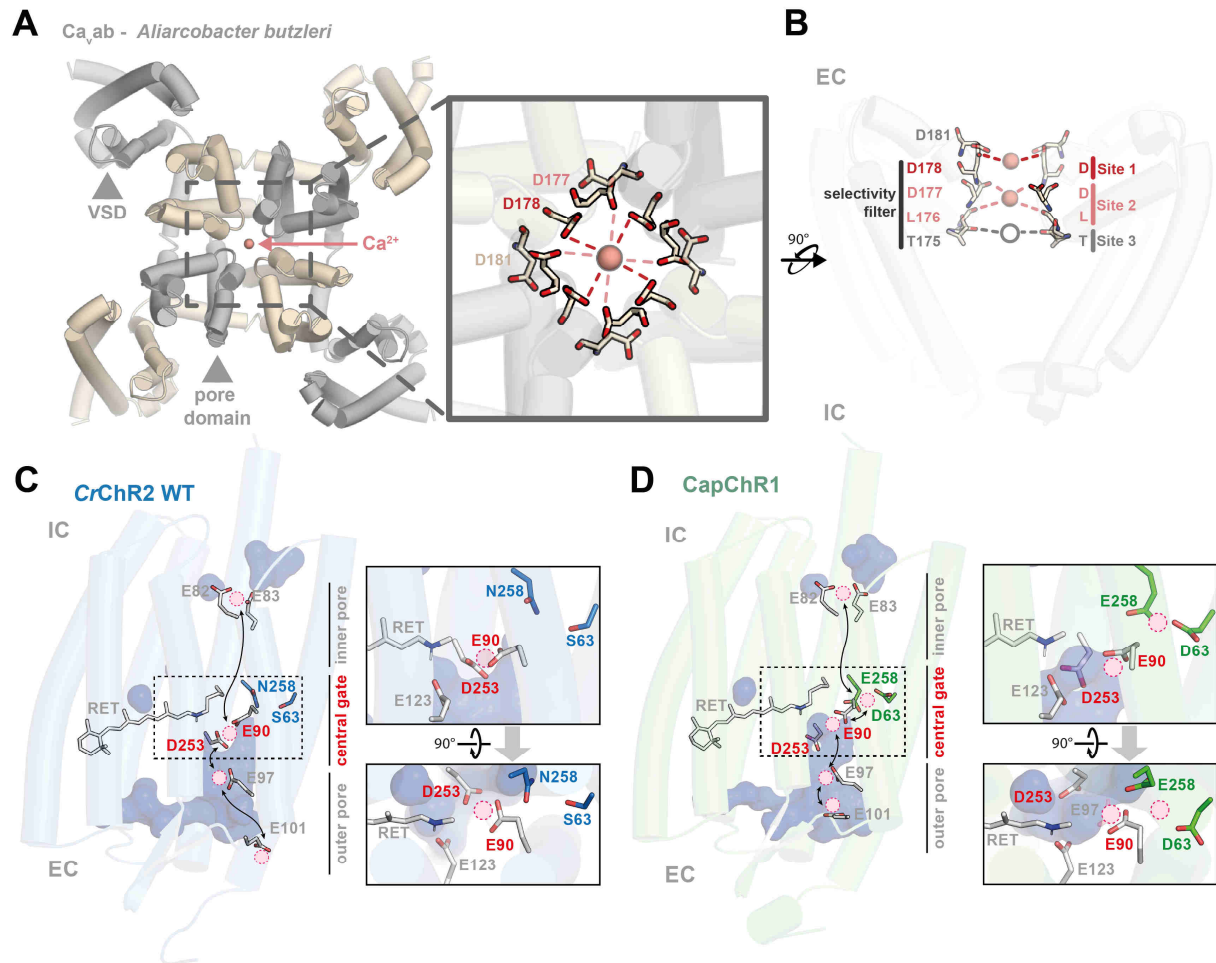 A
Ca_vab - Aliarcobacter butzleri
VSD
Ca²⁺
pore
domain
D177
D178
D181
90°
B
EC
D181
D178
D177
L176
T175
selectivity
filter
D
D
L
T
Site 1
Site 2
Site 3
IC
C
CrChR2 WT
IC
E82
E83
RET
N258
S63
E90
D253
E97
E101
EC
inner pore
central gate
outer pore
N258
S63
RET
E90
D253
E123
90°
N258
D253
S63
RET
E90
E123
D
CapChR1
IC
E82
E83
RET
E258
D63
E90
D253
E97
E101
EC
inner pore
central gate
outer pore
E258
RET
D63
E90
E123
D253
90°
E258
D253
E97
RET
D63
E90
E123